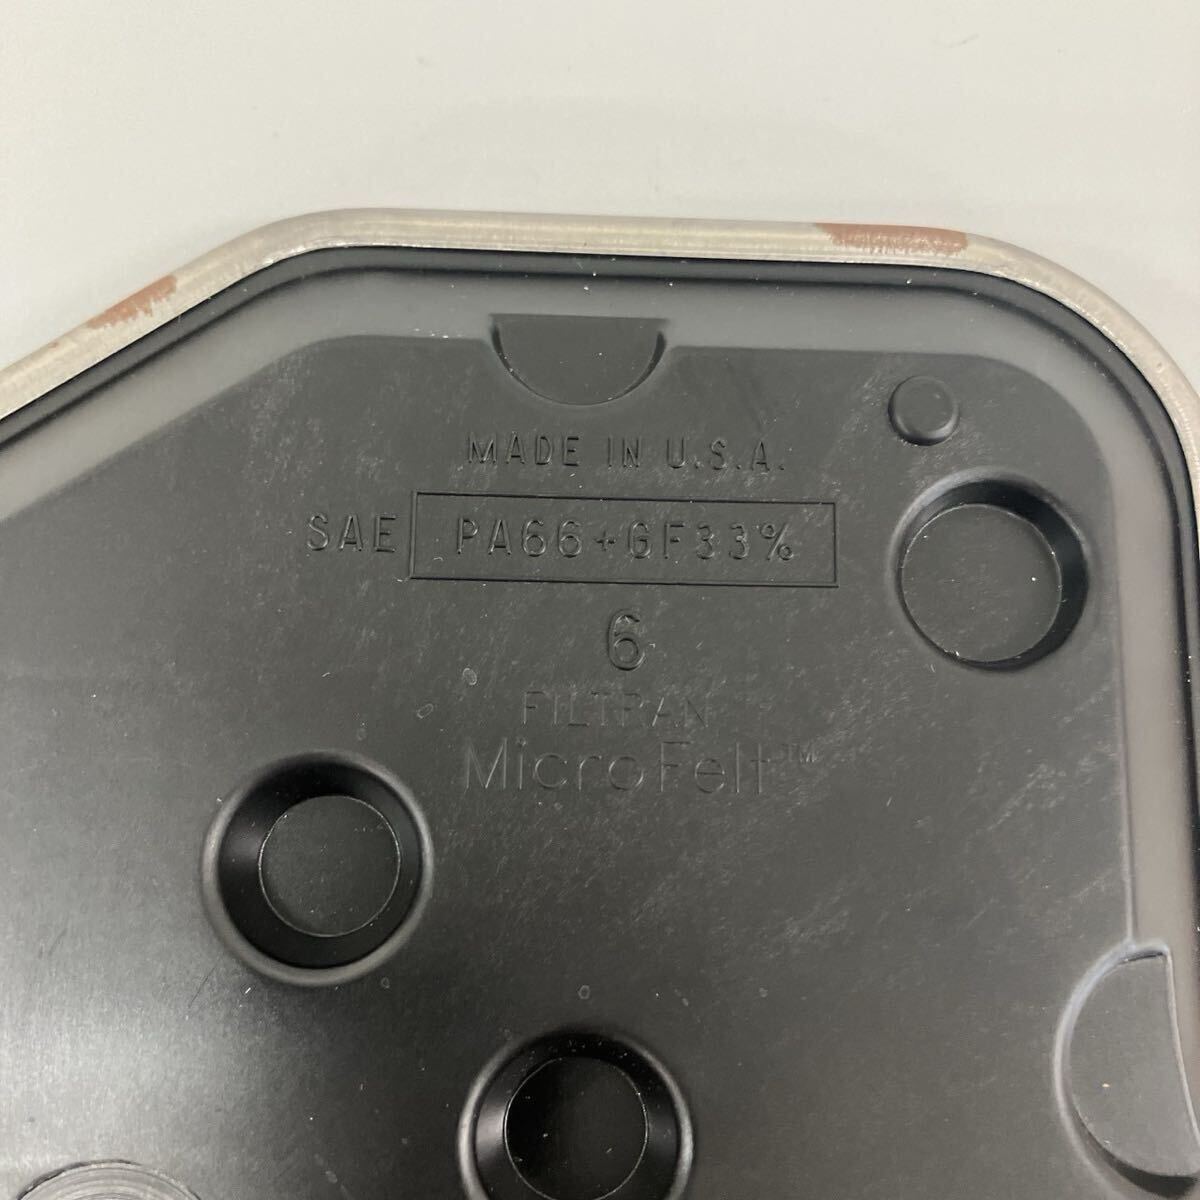 MADE IN U.S.A.
SAE PA66+GF33%
6
FILTRAN
MicroFelt™